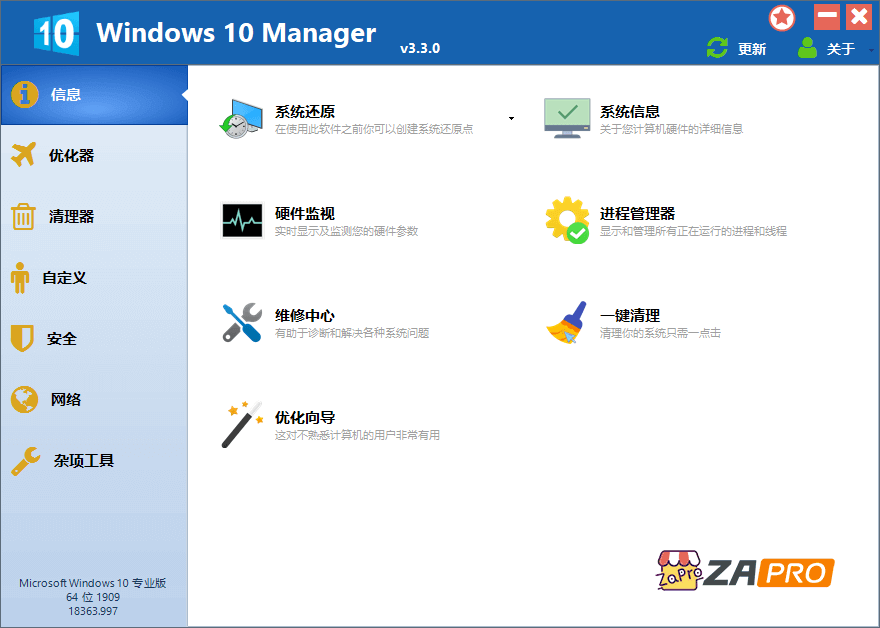 10 Windows 10 Manager
v3.3.0
更新
关于
信息
优化器
清理器
自定义
安全
网络
杂项工具
系统还原
在使用此软件之前你可以创建系统还原点
系统信息
关于您计算机硬件的详细信息
硬件监视
实时显示及监测您的硬件参数
进程管理器
显示和管理所有正在运行的进程和线程
维修中心
有助于诊断和解决各种系统问题
一键清理
清理你的系统只需一点击
优化向导
这对不熟悉计算机的用户非常有用
Microsoft Windows 10 专业版
64 位 1909
18363.997
ZaPro
ZAPRO